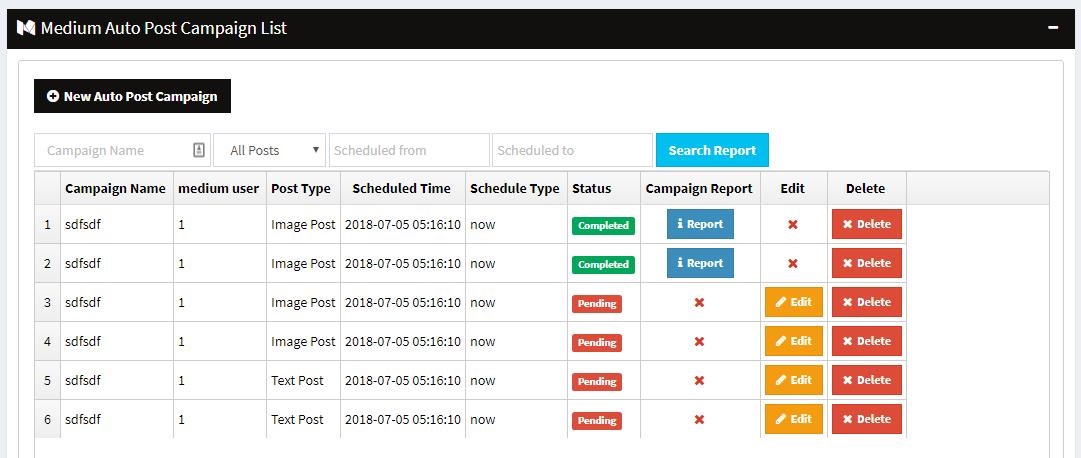 Medium Auto Post Campaign List
New Auto Post Campaign
Campaign Name All Posts Scheduled from Scheduled to Search Report
Campaign Name medium user Post Type Scheduled Time Schedule Type Status Campaign Report Edit Delete
1 sdfsdf 1 Image Post 2018-07-05 05:16:10 now Completed Report Delete
2 sdfsdf 1 Image Post 2018-07-05 05:16:10 now Completed Report Delete
3 sdfsdf 1 Image Post 2018-07-05 05:16:10 now Pending Edit Delete
4 sdfsdf 1 Image Post 2018-07-05 05:16:10 now Pending Edit Delete
5 sdfsdf 1 Text Post 2018-07-05 05:16:10 now Pending Edit Delete
6 sdfsdf 1 Text Post 2018-07-05 05:16:10 now Pending Edit Delete